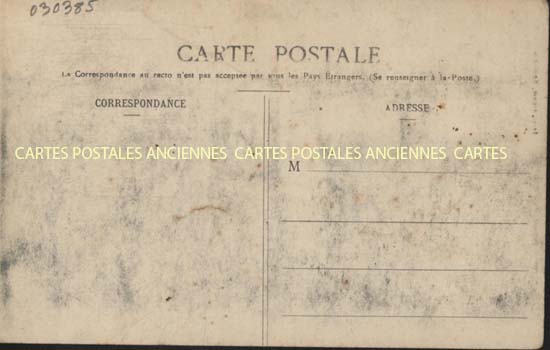 030385
CARTE POSTALE
La Correspondance au recto n'est pas acceptée par tous les Pays Étrangers. (Se renseigner à la Poste.)
CORRESPONDANCE
ADRESSE
CARTES POSTALES ANCIENNES CARTES POSTALES ANCIENNES CARTES
M